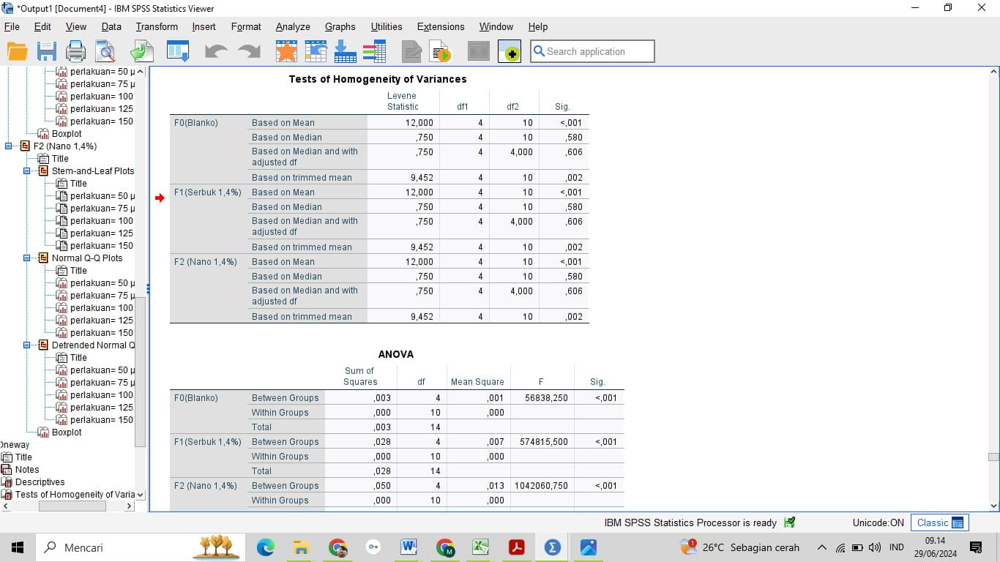 *Output1 [Document4] - IBM SPSS Statistics Viewer
File Edit View Data Transform Insert Format Analyze Graphs Utilities Extensions Window Help
Search application
perlakuan= 50 µ
perlakuan= 75 µ
perlakuan= 100
perlakuan= 125
perlakuan= 150
Boxplot
F2 (Nano 1,4%)
Title
Stem-and-Leaf Plots
Title
perlakuan= 50 µ
perlakuan= 75 µ
perlakuan= 100
perlakuan= 125
perlakuan= 150
Normal Q-Q Plots
Title
perlakuan= 50 µ
perlakuan= 75 µ
perlakuan= 100
perlakuan= 125
perlakuan= 150
Detrended Normal Q
Title
perlakuan= 50 µ
perlakuan= 75 µ
perlakuan= 100
perlakuan= 125
perlakuan= 150
Boxplot
Oneway
Title
Notes
Descriptives
Tests of Homogeneity of Varia
Tests of Homogeneity of Variances
Levene
Statistic df1 df2 Sig.
F0(Blanko) Based on Mean 12,000 4 10 <,001
Based on Median ,750 4 10 ,580
Based on Median and with ,750 4 4,000 ,606
adjusted df
Based on trimmed mean 9,452 4 10 ,002
F1(Serbuk 1,4%) Based on Mean 12,000 4 10 <,001
Based on Median ,750 4 10 ,580
Based on Median and with ,750 4 4,000 ,606
adjusted df
Based on trimmed mean 9,452 4 10 ,002
F2 (Nano 1,4%) Based on Mean 12,000 4 10 <,001
Based on Median ,750 4 10 ,580
Based on Median and with ,750 4 4,000 ,606
adjusted df
Based on trimmed mean 9,452 4 10 ,002
ANOVA
Sum of
Squares df Mean Square F Sig.
F0(Blanko) Between Groups ,003 4 ,001 56838,250 <,001
Within Groups ,000 10 ,000
Total ,003 14
F1(Serbuk 1,4%) Between Groups ,028 4 ,007 574815,500 <,001
Within Groups ,000 10 ,000
Total ,028 14
F2 (Nano 1,4%) Between Groups ,050 4 ,013 1042060,750 <,001
Within Groups ,000 10 ,000
IBM SPSS Statistics Processor is ready Unicode:ON Classic
Mencari 26°C Sebagian cerah IND 09.14
29/06/2024